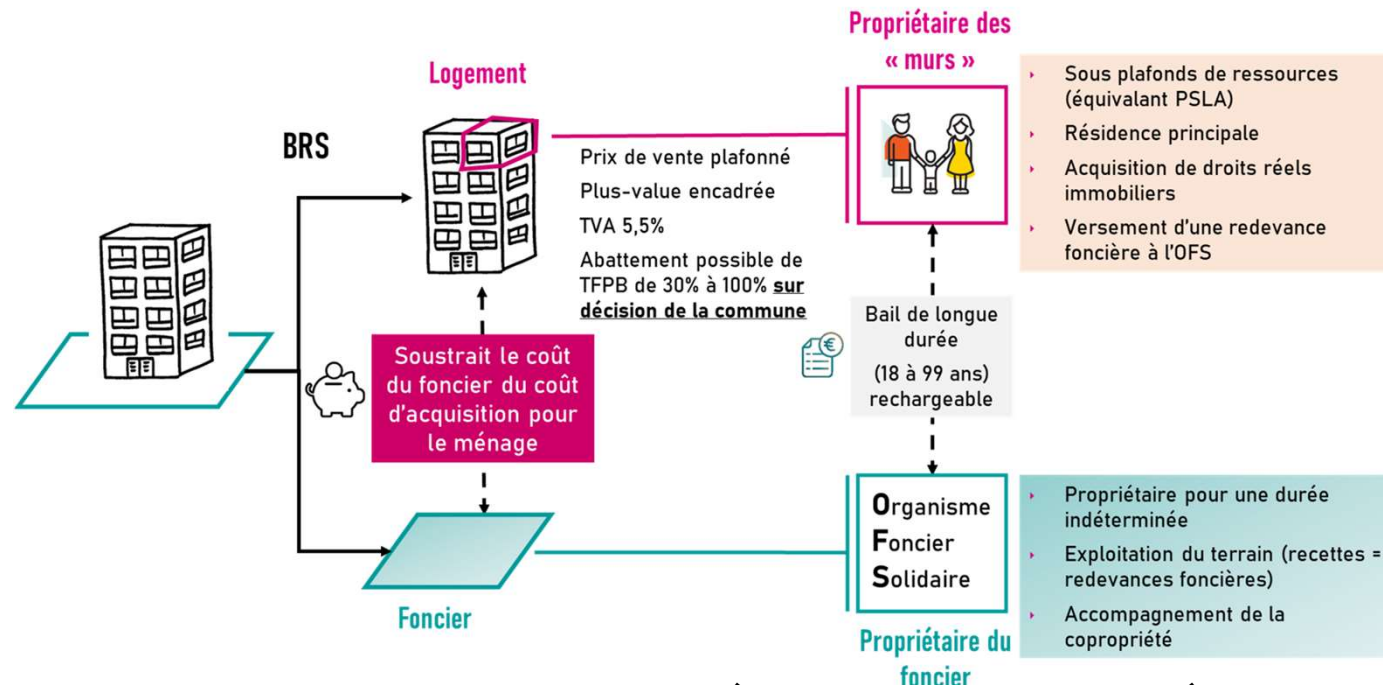 BRS
Logement
Prix de vente plafonné
Plus-value encadrée
TVA 5,5%
Abattement possible de
TFPB de 30% à 100% sur
décision de la commune
Propriétaire des
« murs »
Sous plafonds de ressources
(équivalant PSLA)
Résidence principale
Acquisition de droits réels
immobiliers
Versement d'une redevance
foncière à l'OFS
Soustrait le coût
du foncier du coût
d'acquisition pour
le ménage
€
Bail de longue
durée
(18 à 99 ans)
rechargeable
Foncier
Organisme
Foncier
Solidaire
Propriétaire du
foncier
Propriétaire pour une durée
indéterminée
Exploitation du terrain (recettes =
redevances foncières)
Accompagnement de la
copropriété